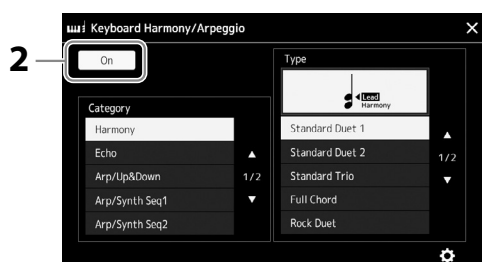 Keyboard Harmony/Arpeggio
2
On
Type
Lead
Harmony
Category
Harmony
Echo
Arp/Up&Down
Arp/Synth Seq1
Arp/Synth Seq2
1/2
Standard Duet 1
Standard Duet 2
Standard Trio
Full Chord
Rock Duet
1/2